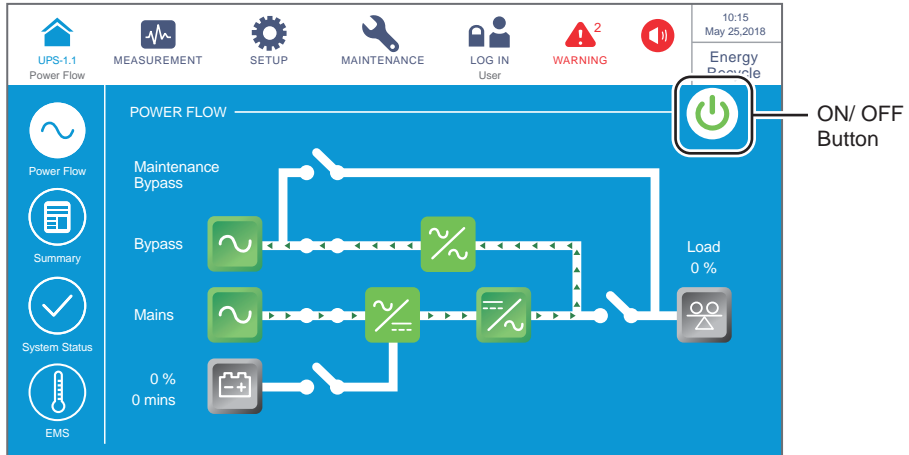 UPS-1.1
Power Flow
MEASUREMENT
SETUP
MAINTENANCE
LOG IN
User
2
WARNING
10:15
May 25,2018
Energy
Recycle
ON/ OFF
Button
POWER FLOW
Power Flow
Summary
System Status
EMS
Maintenance
Bypass
Bypass
Mains
0 %
0 mins
Load
0 %